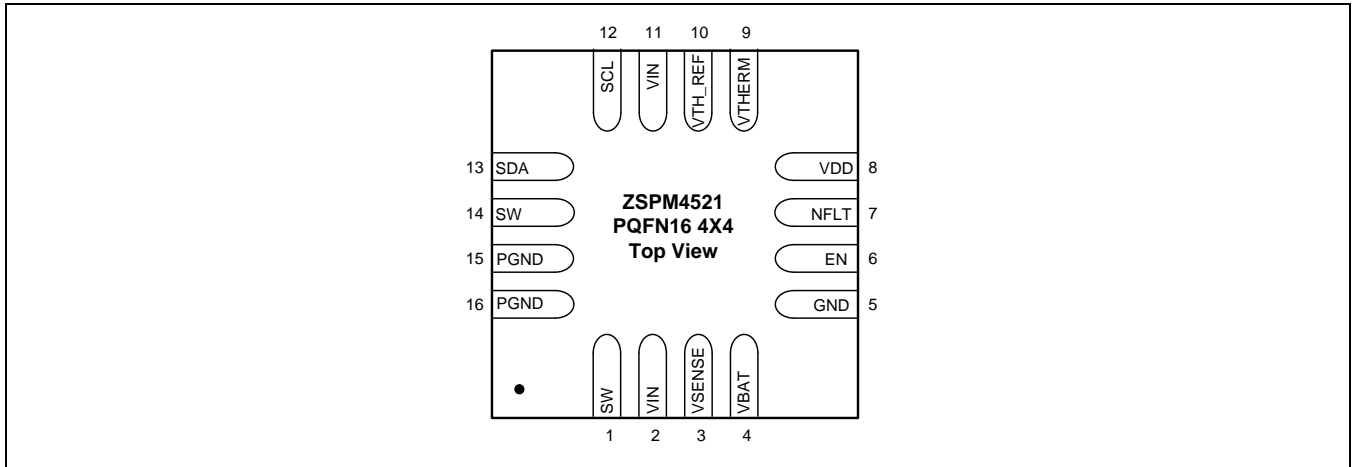 12 11 10 9
SCL VIN VTH_REF VTHERM
13 SDA VDD 8
14 SW NFLT 7
15 PGND EN 6
16 PGND GND 5
ZSPM4521
PQFN16 4X4
Top View
SW VIN VSENSE VBAT
1 2 3 4